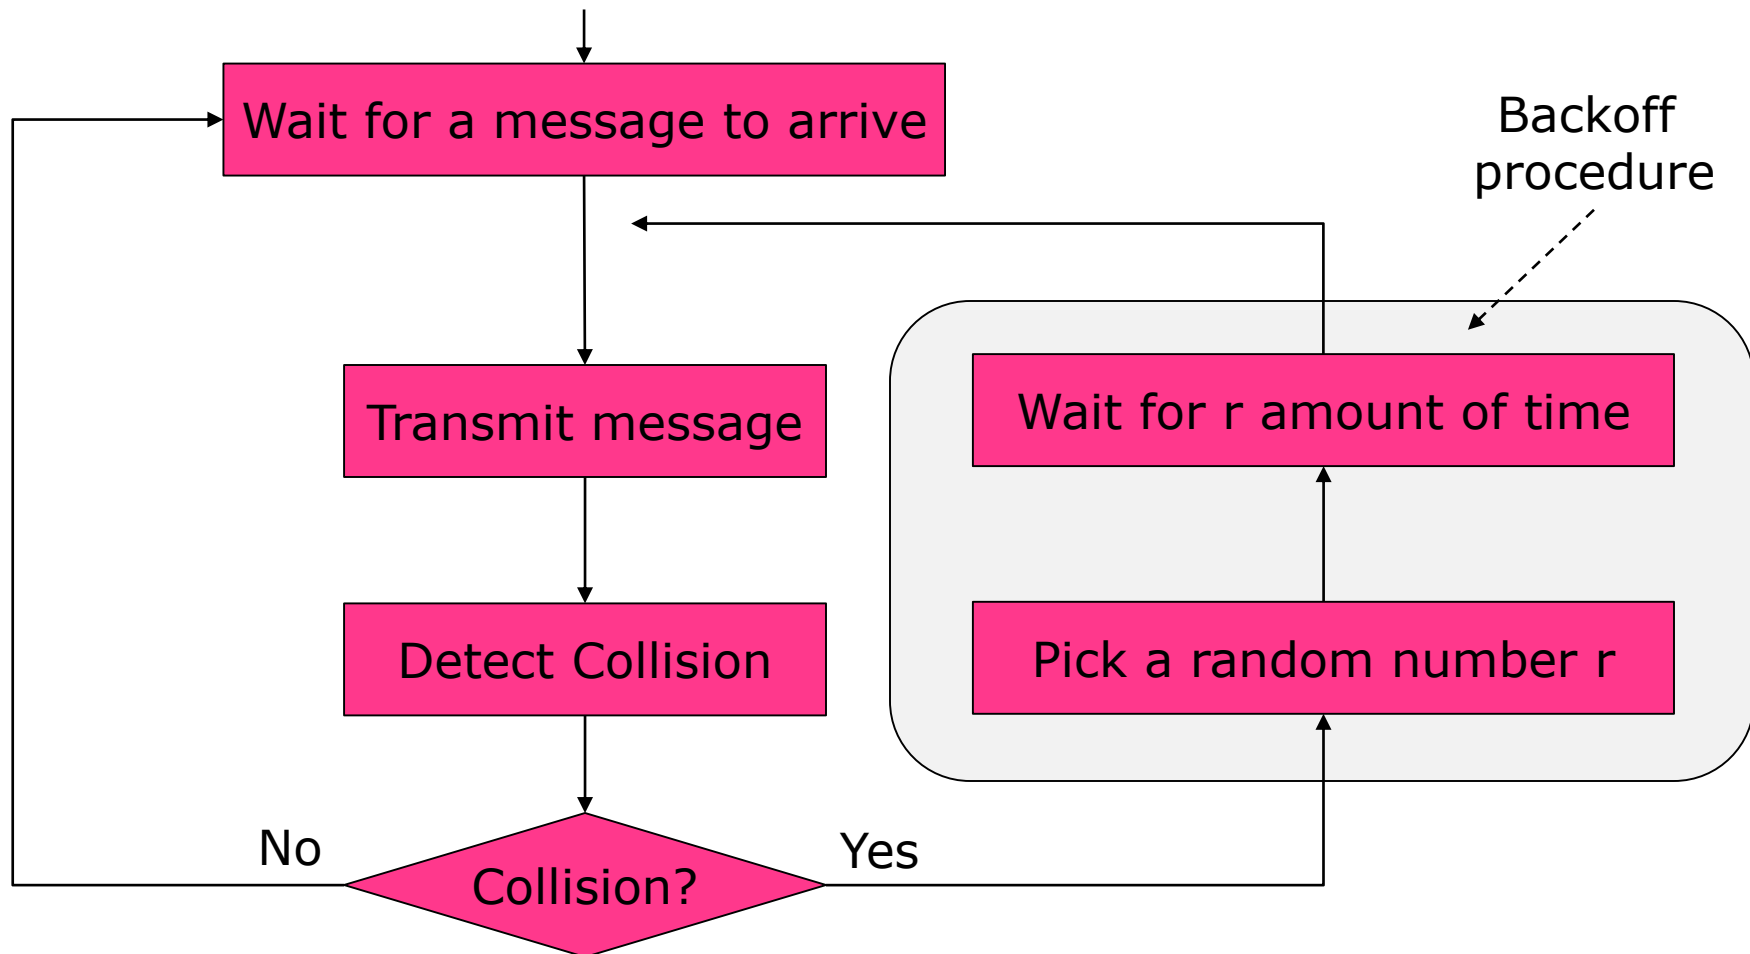 Wait for a message to arrive
Backoff
procedure
Transmit message
Wait for r amount of time
Detect Collision
Pick a random number r
No
Yes
Collision?